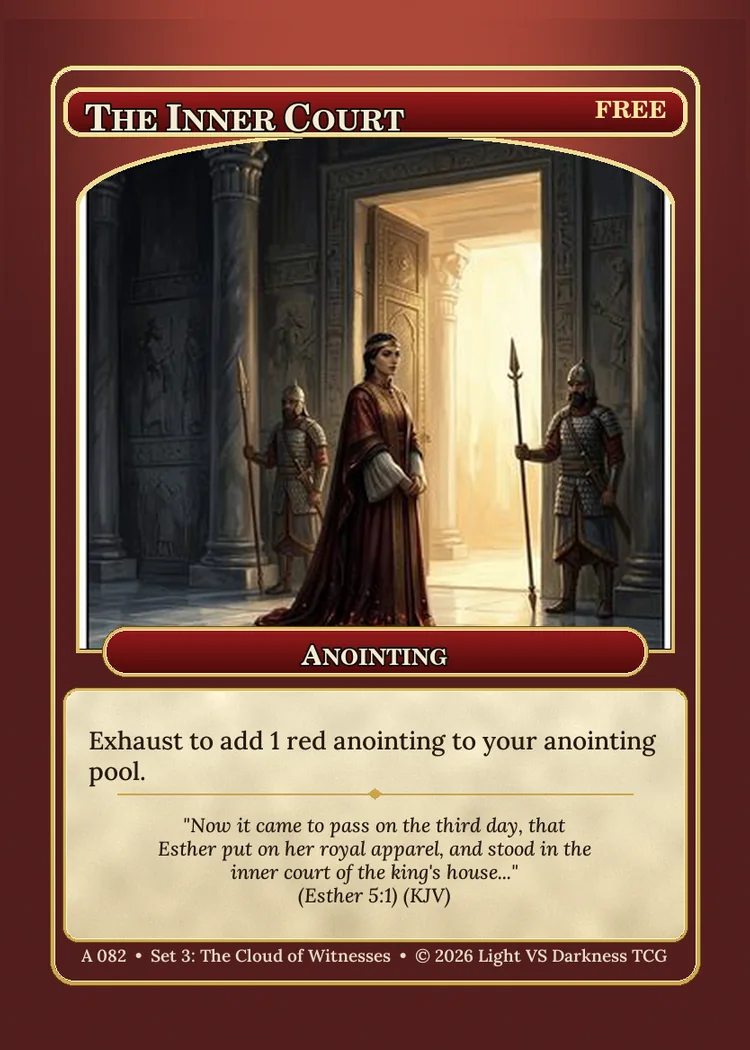 The Inner Court
FREE
Anointing
Exhaust to add 1 red anointing to your anointing
pool.
"Now it came to pass on the third day, that
Esther put on her royal apparel, and stood in the
inner court of the king's house..."
(Esther 5:1) (KJV)
A 082 • Set 3: The Cloud of Witnesses • © 2026 Light VS Darkness TCG